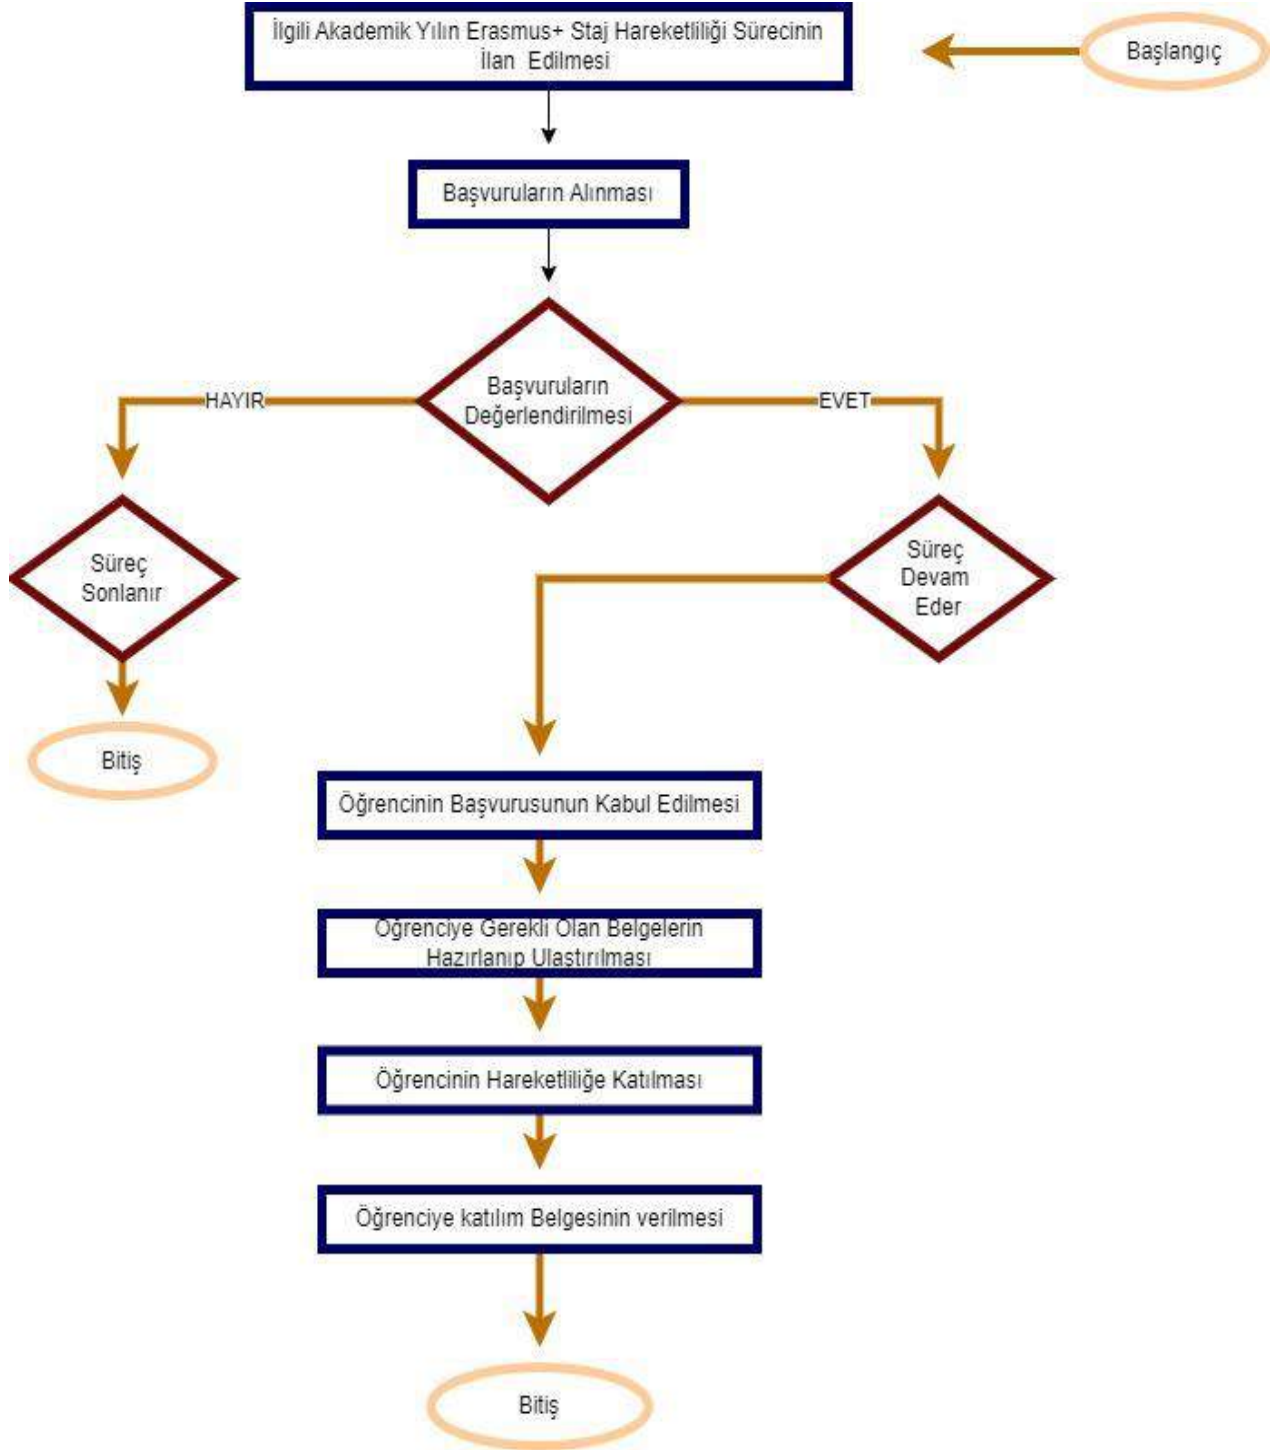 İlgili Akademik Yılın Erasmus+ Staj Hareketliliği Sürecinin
İlan Edilmesi
Başlangıç
Başvuruların Alınması
Başvuruların
Değerlendirilmesi
HAYIR
EVET
Süreç
Sonlanır
Süreç
Devam
Eder
Bitiş
Öğrencinin Başvurusunun Kabul Edilmesi
Öğrenciye Gerekli Olan Belgelerin
Hazırlanıp Ulaştırılması
Öğrencinin Hareketliliğe Katılması
Öğrenciye katılım Belgesinin verilmesi
Bitiş